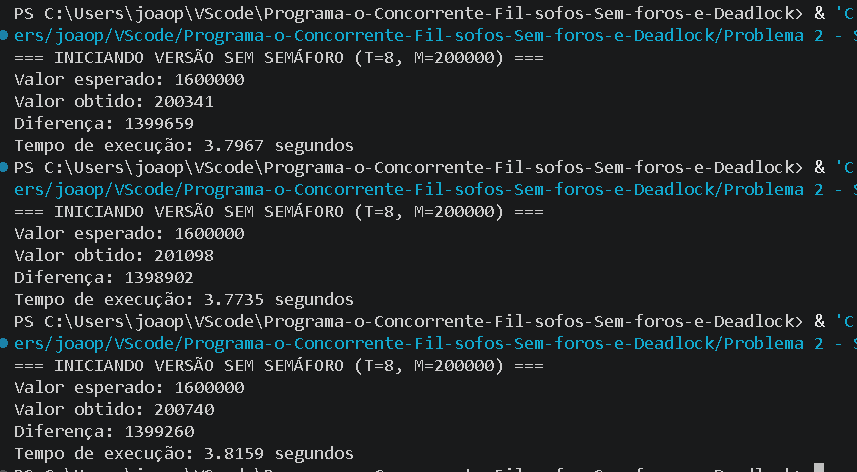 PS C:\Users\joaop\VScode\Programa-o-Concorrente-Fil-sofos-Sem-foros-e-Deadlock> & 'C
ers/joaop/VScode/Programa-o-Concorrente-Fil-sofos-Sem-foros-e-Deadlock/Problema 2 - S
=== INICIANDO VERSÃO SEM SEMÁFORO (T=8, M=200000) ===
Valor esperado: 1600000
Valor obtido: 200341
Diferença: 1399659
Tempo de execução: 3.7967 segundos
PS C:\Users\joaop\VScode\Programa-o-Concorrente-Fil-sofos-Sem-foros-e-Deadlock> & 'C
ers/joaop/VScode/Programa-o-Concorrente-Fil-sofos-Sem-foros-e-Deadlock/Problema 2 - S
=== INICIANDO VERSÃO SEM SEMÁFORO (T=8, M=200000) ===
Valor esperado: 1600000
Valor obtido: 201098
Diferença: 1398902
Tempo de execução: 3.7735 segundos
PS C:\Users\joaop\VScode\Programa-o-Concorrente-Fil-sofos-Sem-foros-e-Deadlock> & 'C
ers/joaop/VScode/Programa-o-Concorrente-Fil-sofos-Sem-foros-e-Deadlock/Problema 2 - S
=== INICIANDO VERSÃO SEM SEMÁFORO (T=8, M=200000) ===
Valor esperado: 1600000
Valor obtido: 200740
Diferença: 1399260
Tempo de execução: 3.8159 segundos